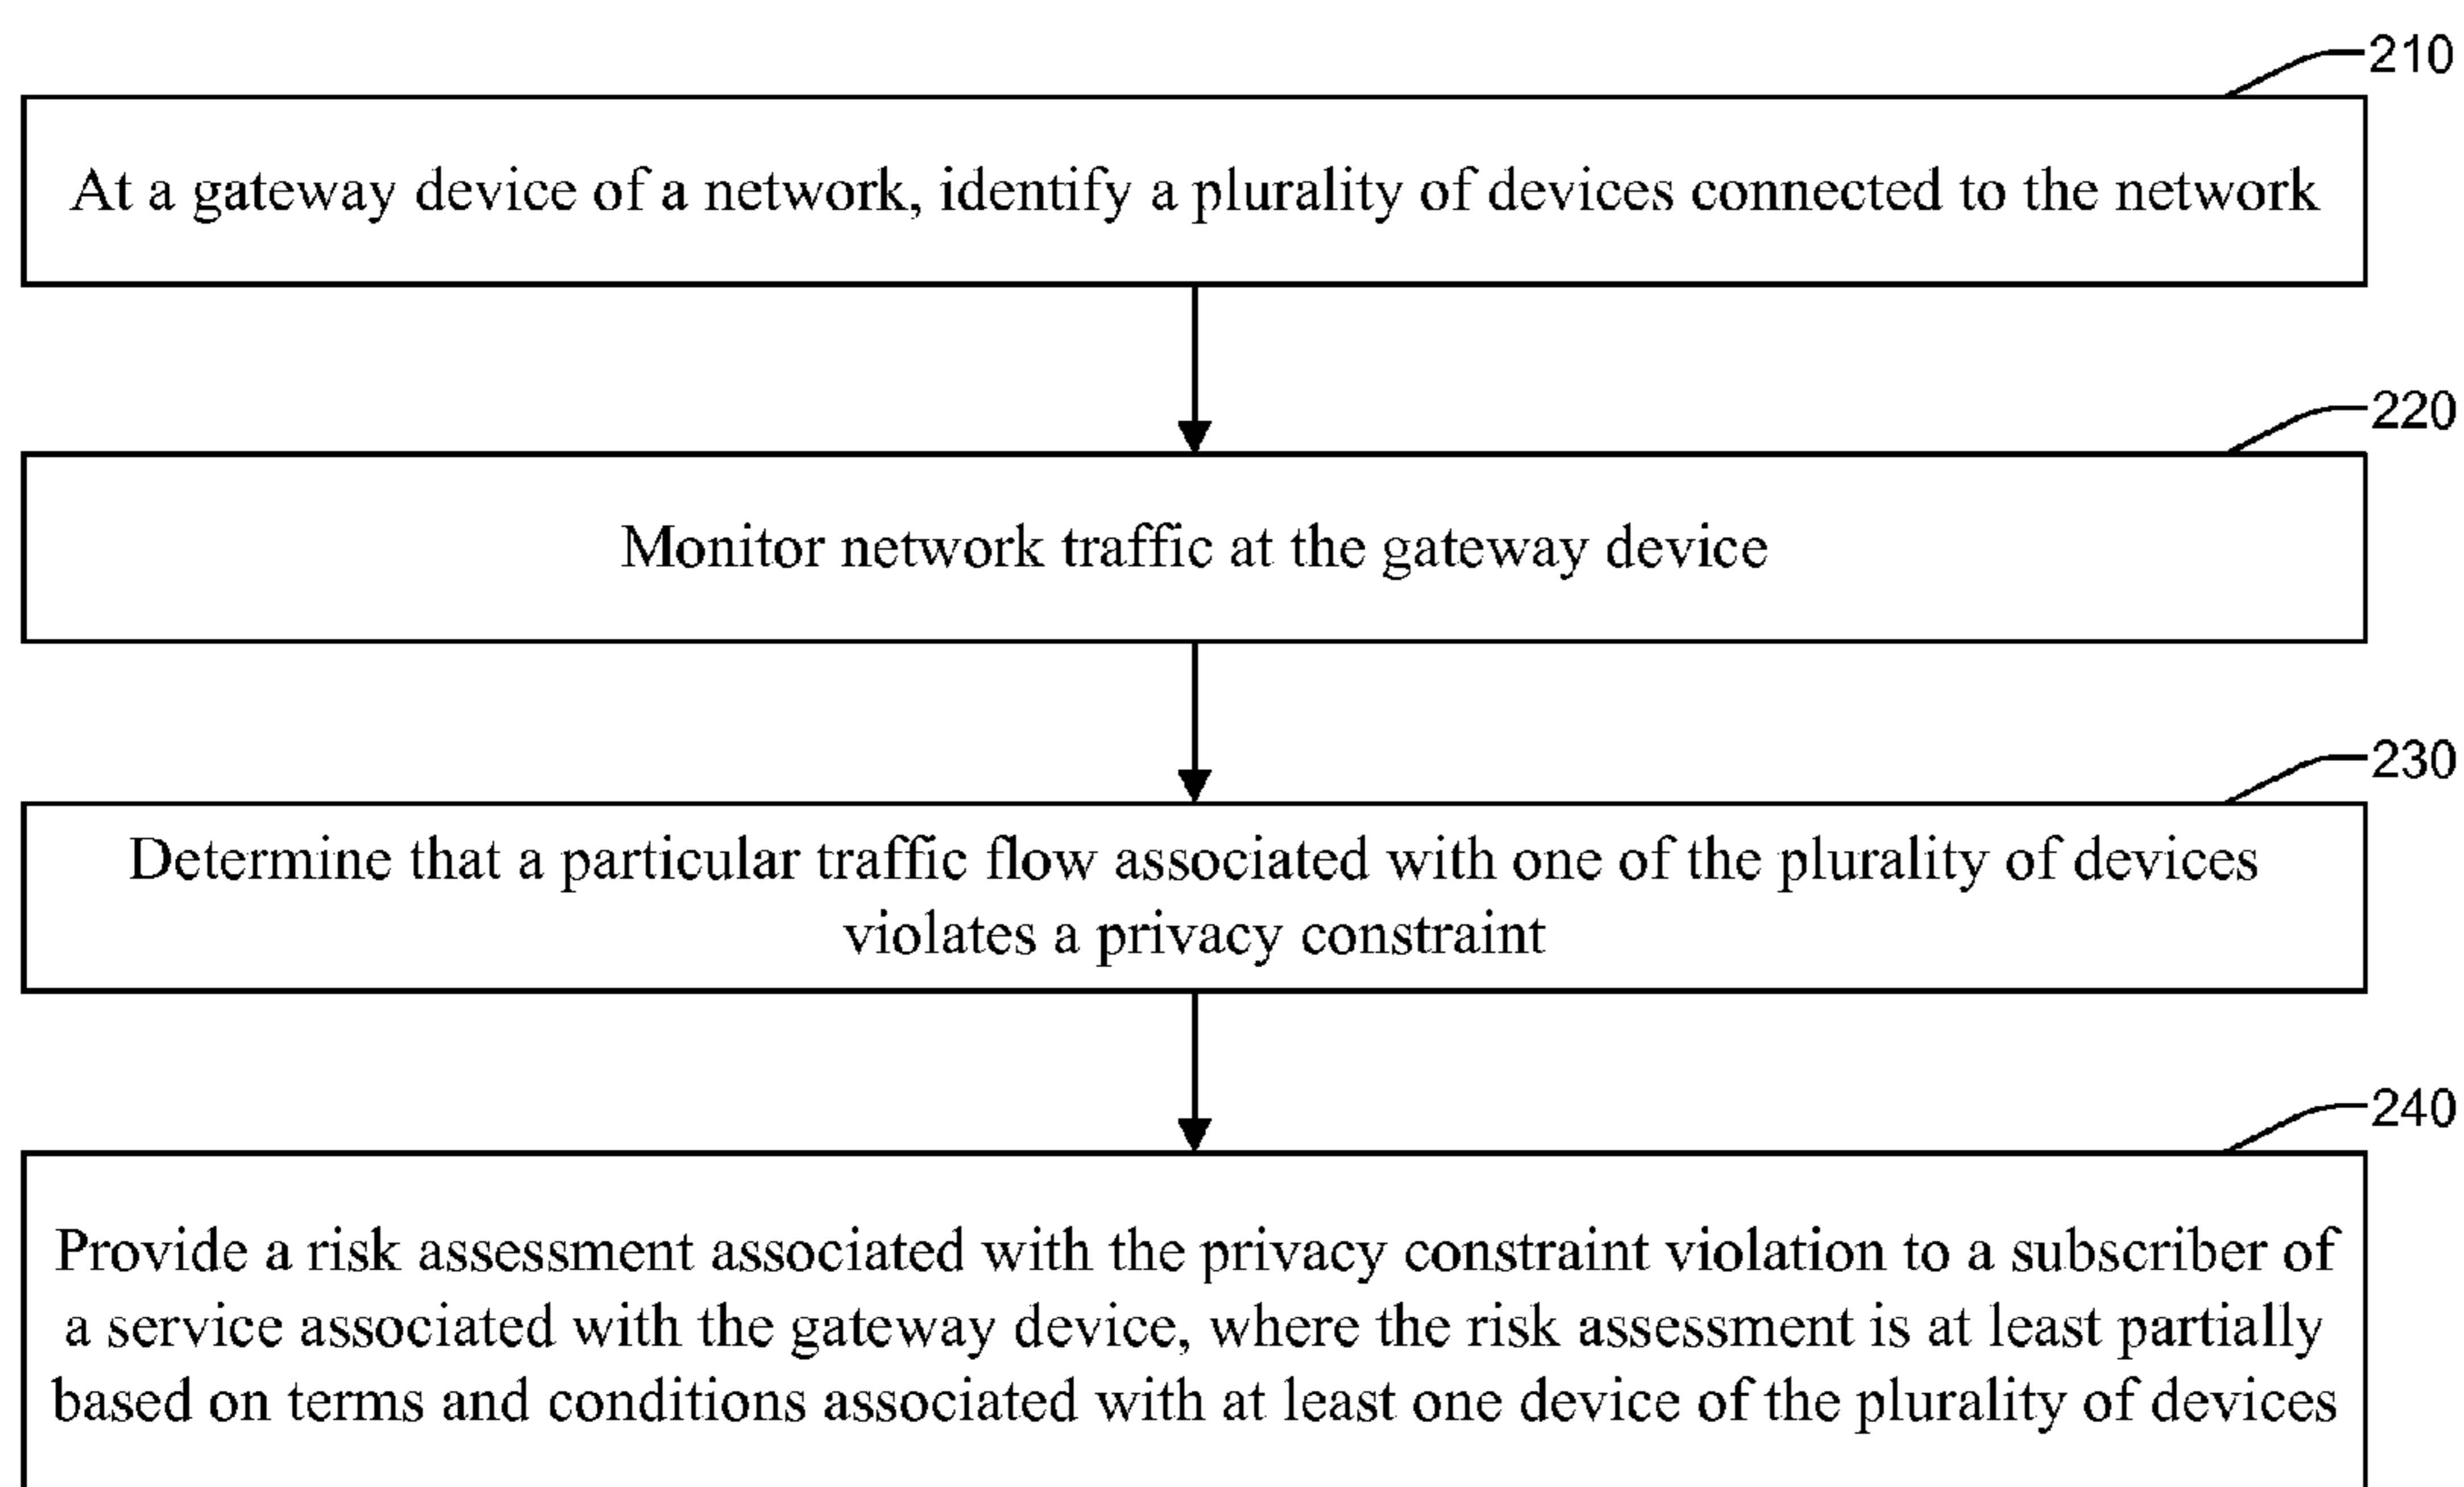 210
At a gateway device of a network, identify a plurality of devices connected to the network
220
Monitor network traffic at the gateway device
230
Determine that a particular traffic flow associated with one of the plurality of devices
violates a privacy constraint
240
Provide a risk assessment associated with the privacy constraint violation to a subscriber of
a service associated with the gateway device, where the risk assessment is at least partially
based on terms and conditions associated with at least one device of the plurality of devices